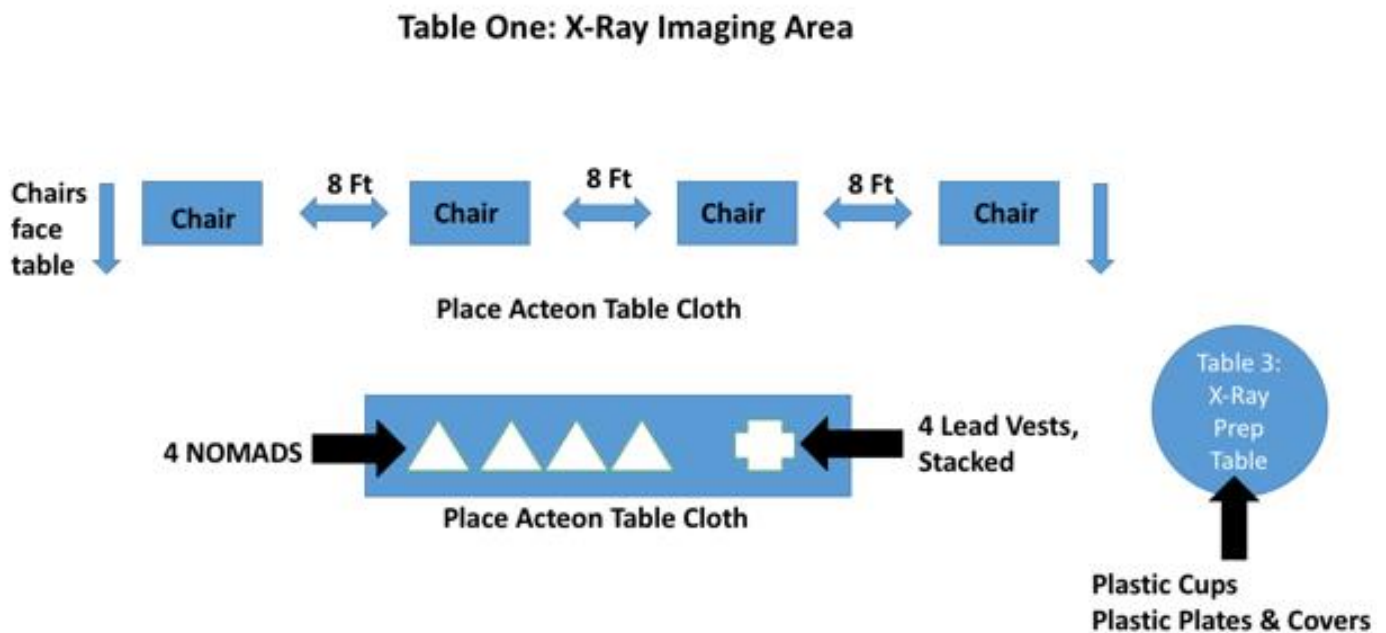 Table One: X-Ray Imaging Area
Chairs
face
table
Chair
8 Ft
Chair
8 Ft
Chair
8 Ft
Chair
Place Acteon Table Cloth
4 NOMADS
4 Lead Vests,
Stacked
Place Acteon Table Cloth
Table 3:
X-Ray
Prep
Table
Plastic Cups
Plastic Plates & Covers